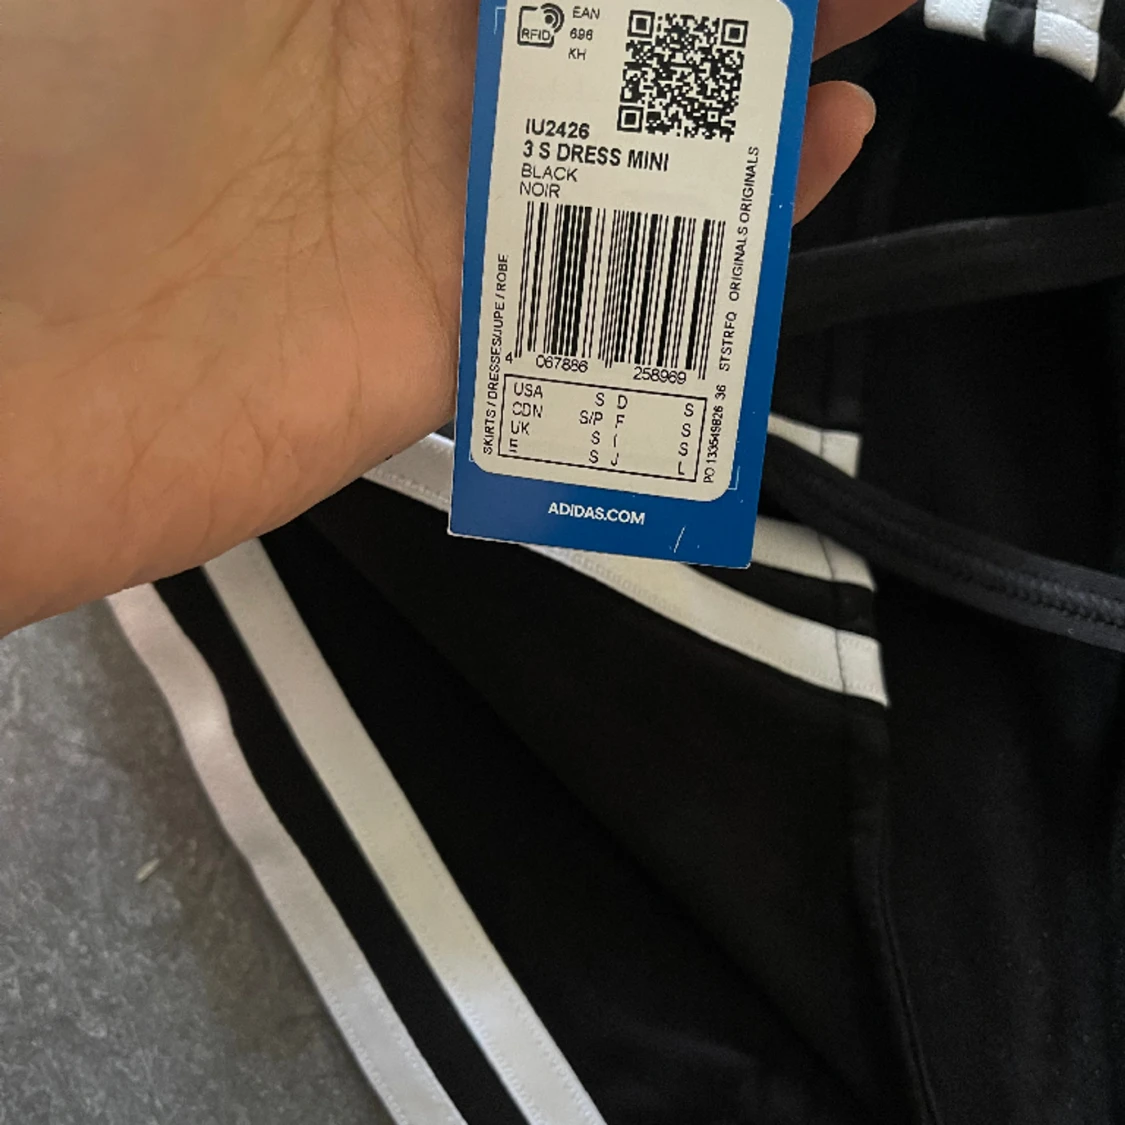 RFID
EAN
696
KH
IU2426
3 S DRESS MINI
BLACK
NOIR
4 067886 258969
SKIRTS / DRESSES/JUPE / ROBE
STSTRFQ ORIGINALS ORIGINALS
PO 133549826 36
USA S D S
CDN S/P F S
UK S I S
E S J L
ADIDAS.COM